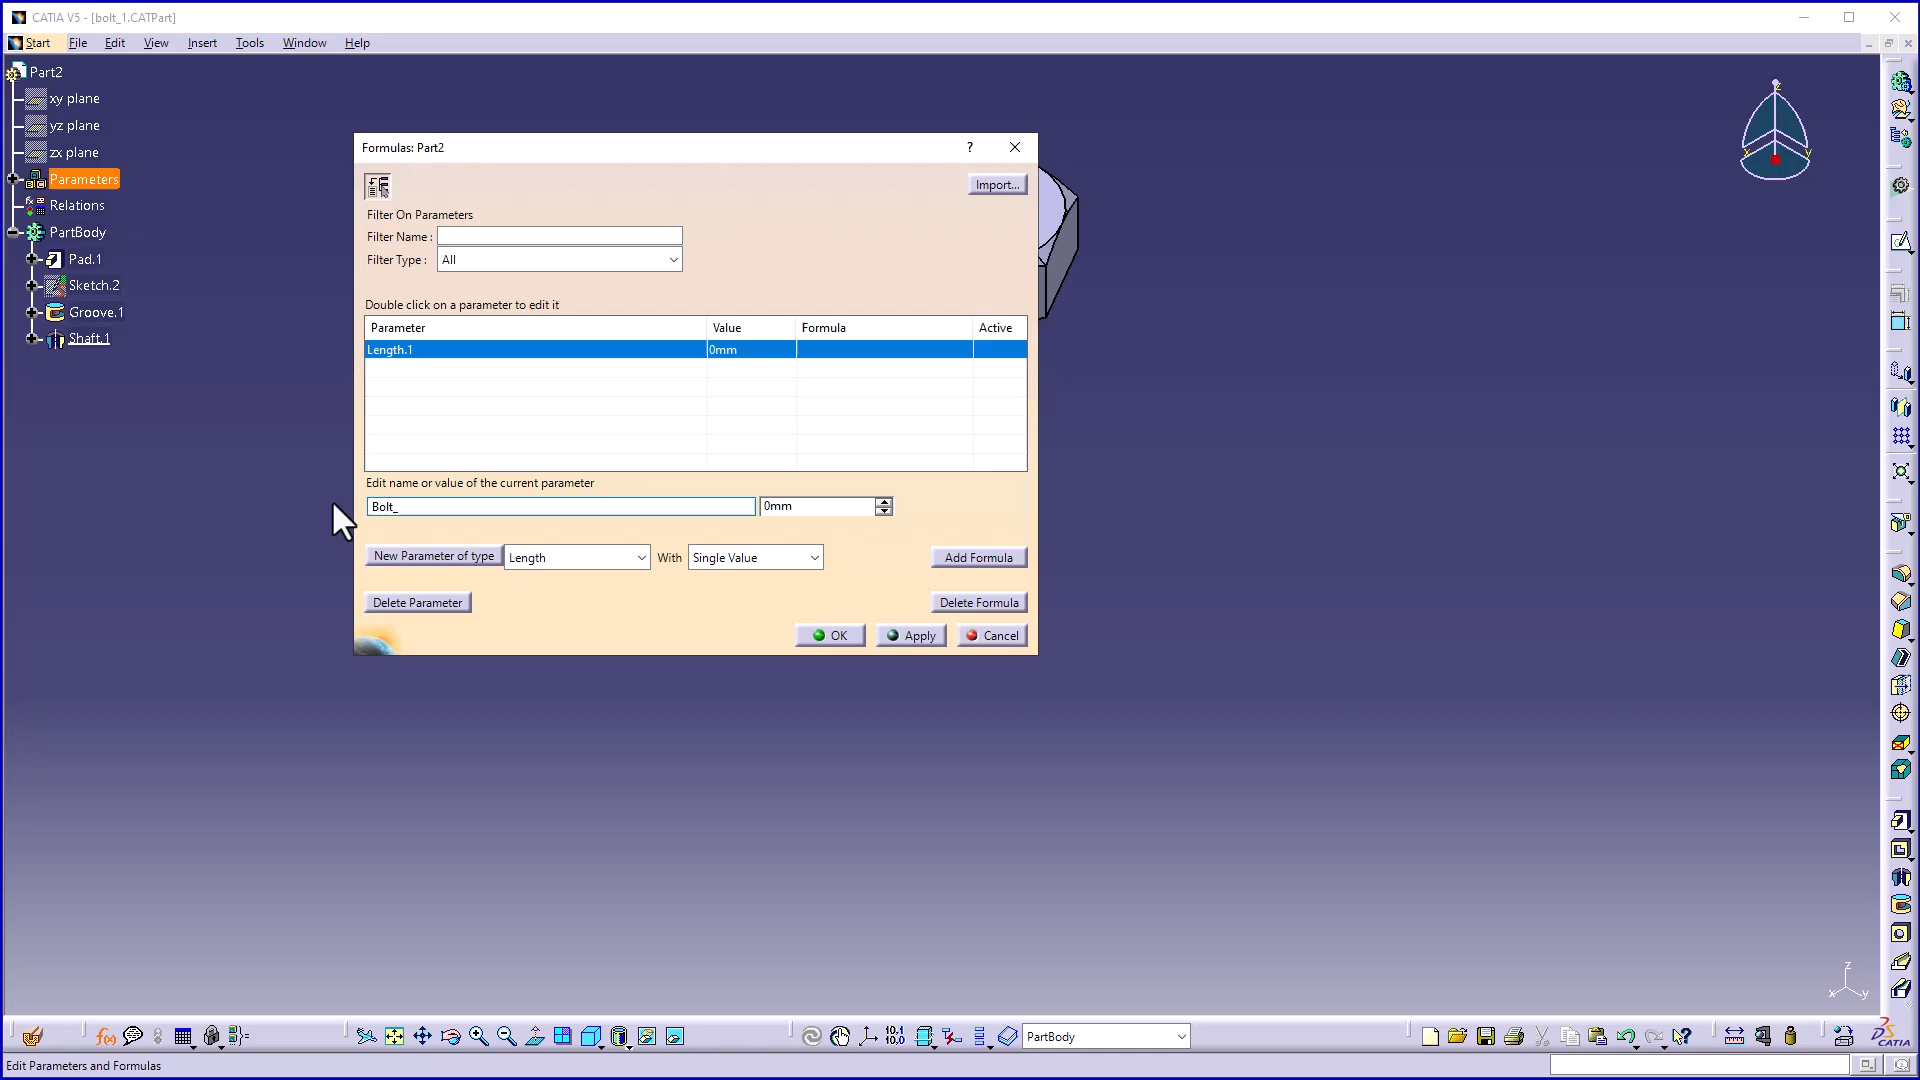 CATIA V5 - [bolt_1.CATPart]
Start File Edit View Insert Tools Window Help
Part2
xy plane
yz plane
zx plane
Parameters
Relations
PartBody
Pad.1
Sketch.2
Groove.1
Shaft.1
Formulas: Part2
?
Import...
Filter On Parameters
Filter Name :
Filter Type : All
Double click on a parameter to edit it
Parameter Value Formula Active
Length.1 0mm
Edit name or value of the current parameter
Bolt_ 0mm
New Parameter of type Length With Single Value Add Formula
Delete Parameter Delete Formula
OK Apply Cancel
z
x y
z
x y
PartBody
CATIA
Edit Parameters and Formulas